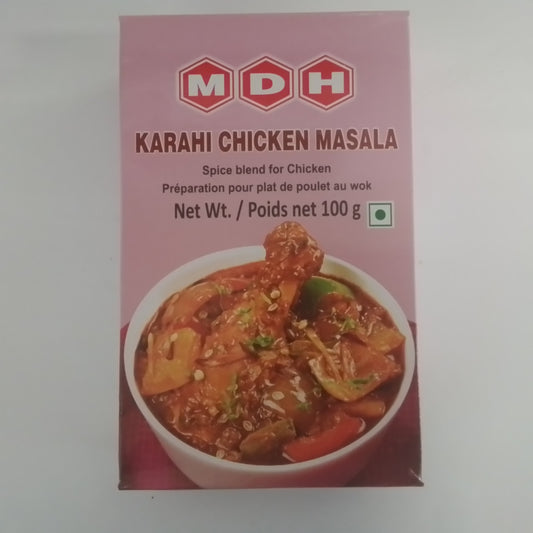 MDH
KARAHI CHICKEN MASALA
Spice blend for Chicken
Préparation pour plat de poulet au wok
Net Wt. / Poids net 100 g